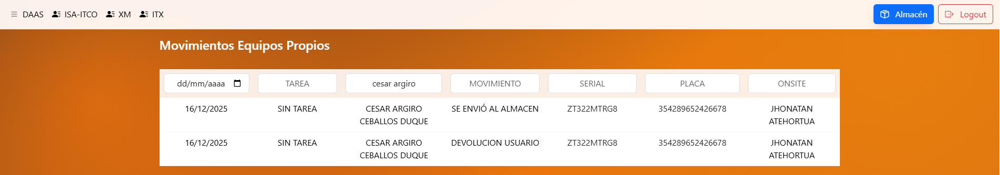 DAAS ISA-ITCO XM ITX Almacén Logout
Movimientos Equipos Propios
dd/mm/aaaa TAREA cesar argiro MOVIMIENTO SERIAL PLACA ONSITE
16/12/2025 SIN TAREA CESAR ARGIRO SE ENVIÓ AL ALMACEN ZT322MTRG8 354289652426678 JHONATAN
CEBALLOS DUQUE ATEHORTUA
16/12/2025 SIN TAREA CESAR ARGIRO DEVOLUCION USUARIO ZT322MTRG8 354289652426678 JHONATAN
CEBALLOS DUQUE ATEHORTUA